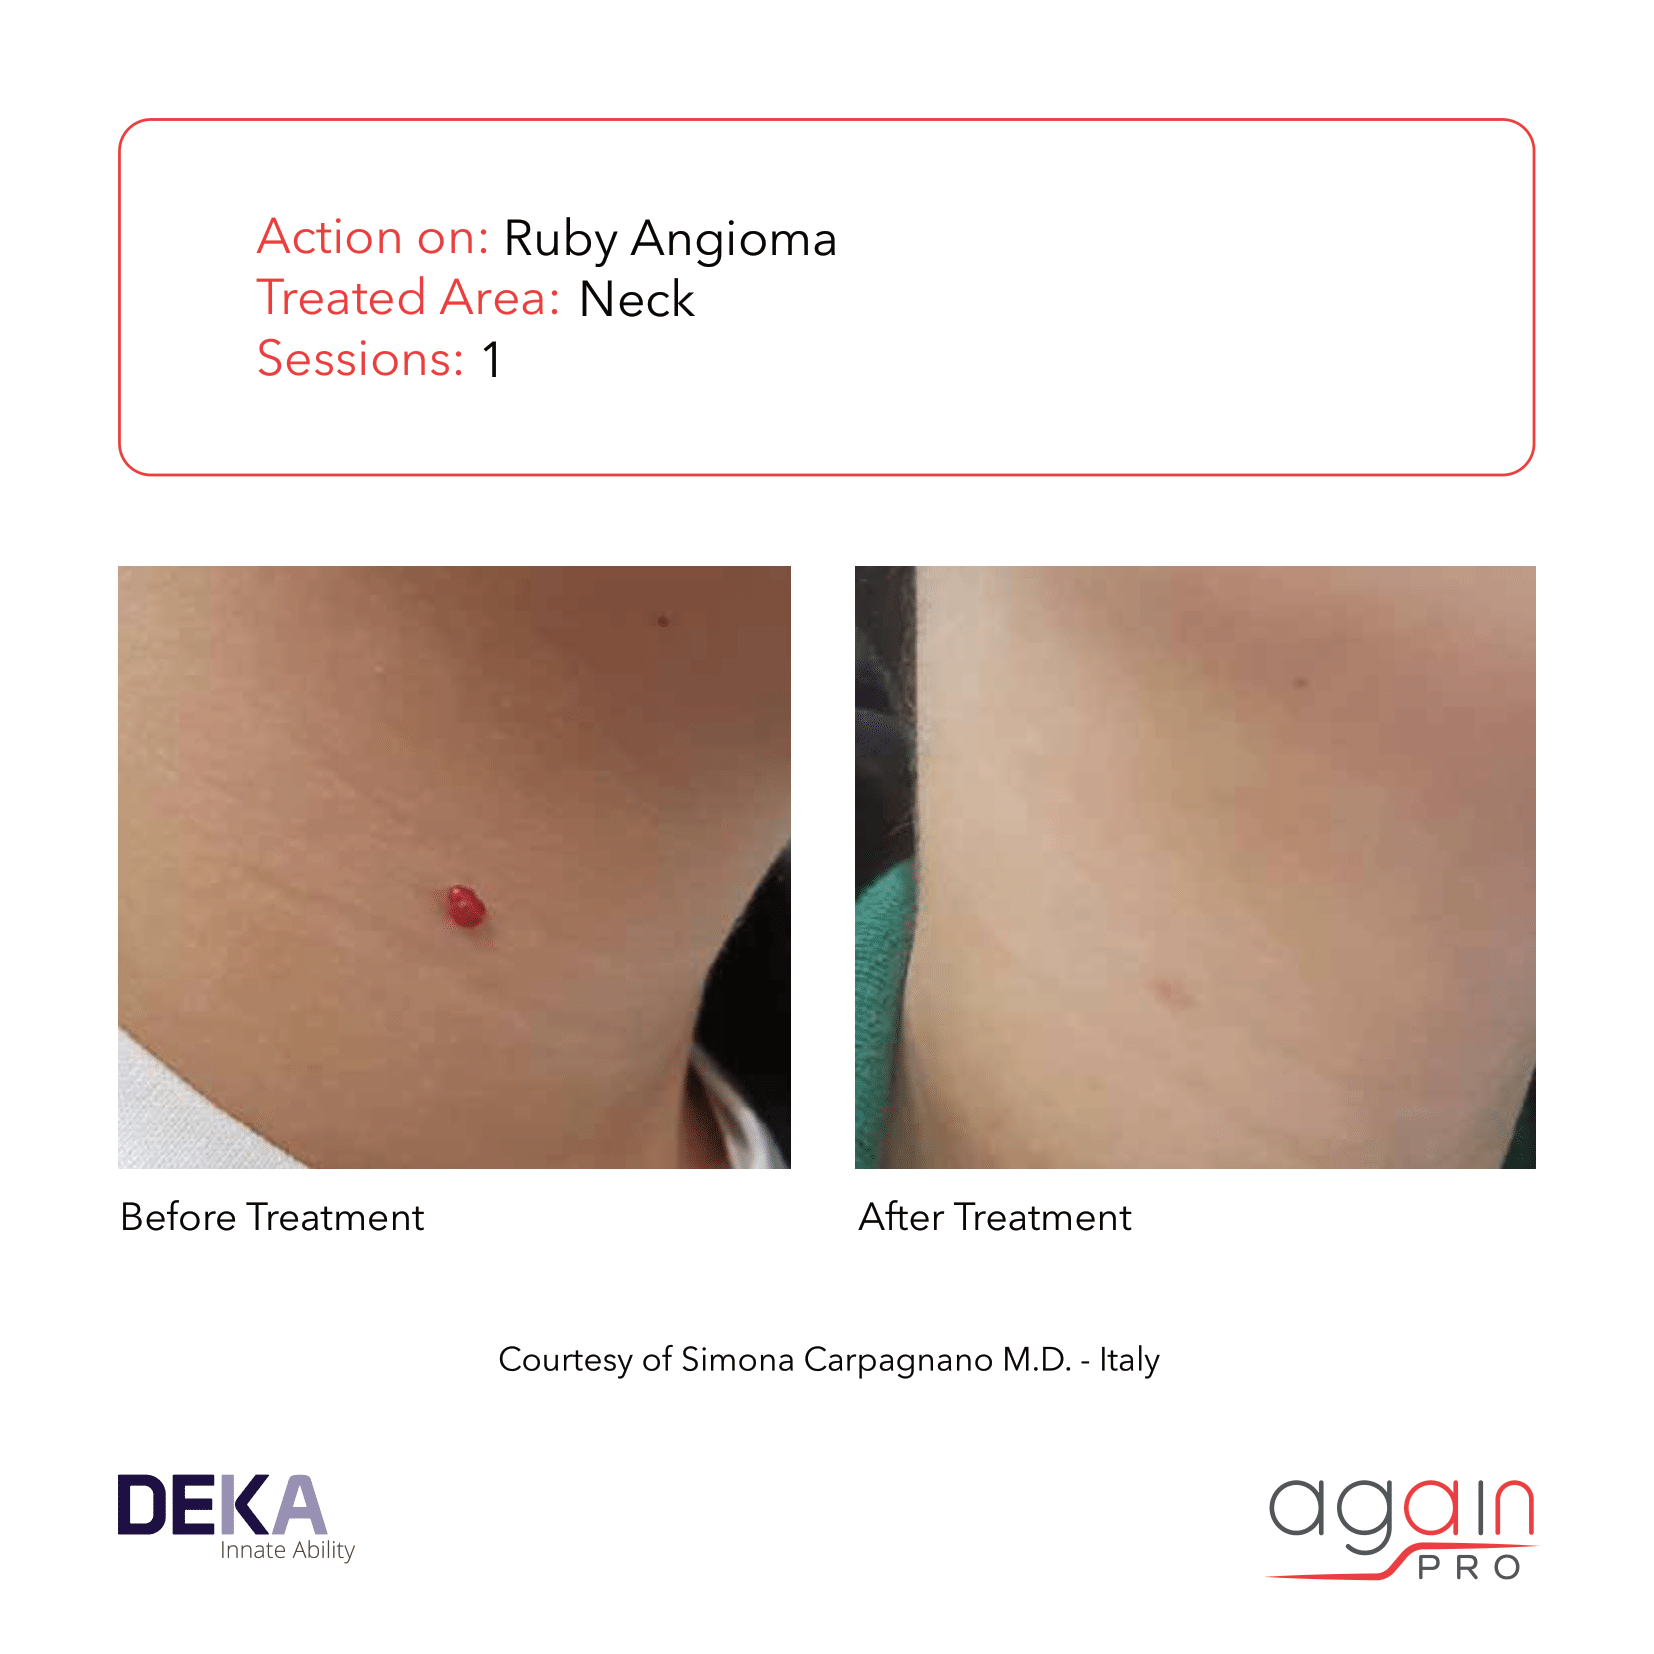 Action on: Ruby Angioma
Treated Area: Neck
Sessions: 1
Before Treatment
After Treatment
Courtesy of Simona Carpagnano M.D. - Italy
DEKA
Innate Ability
again
PRO